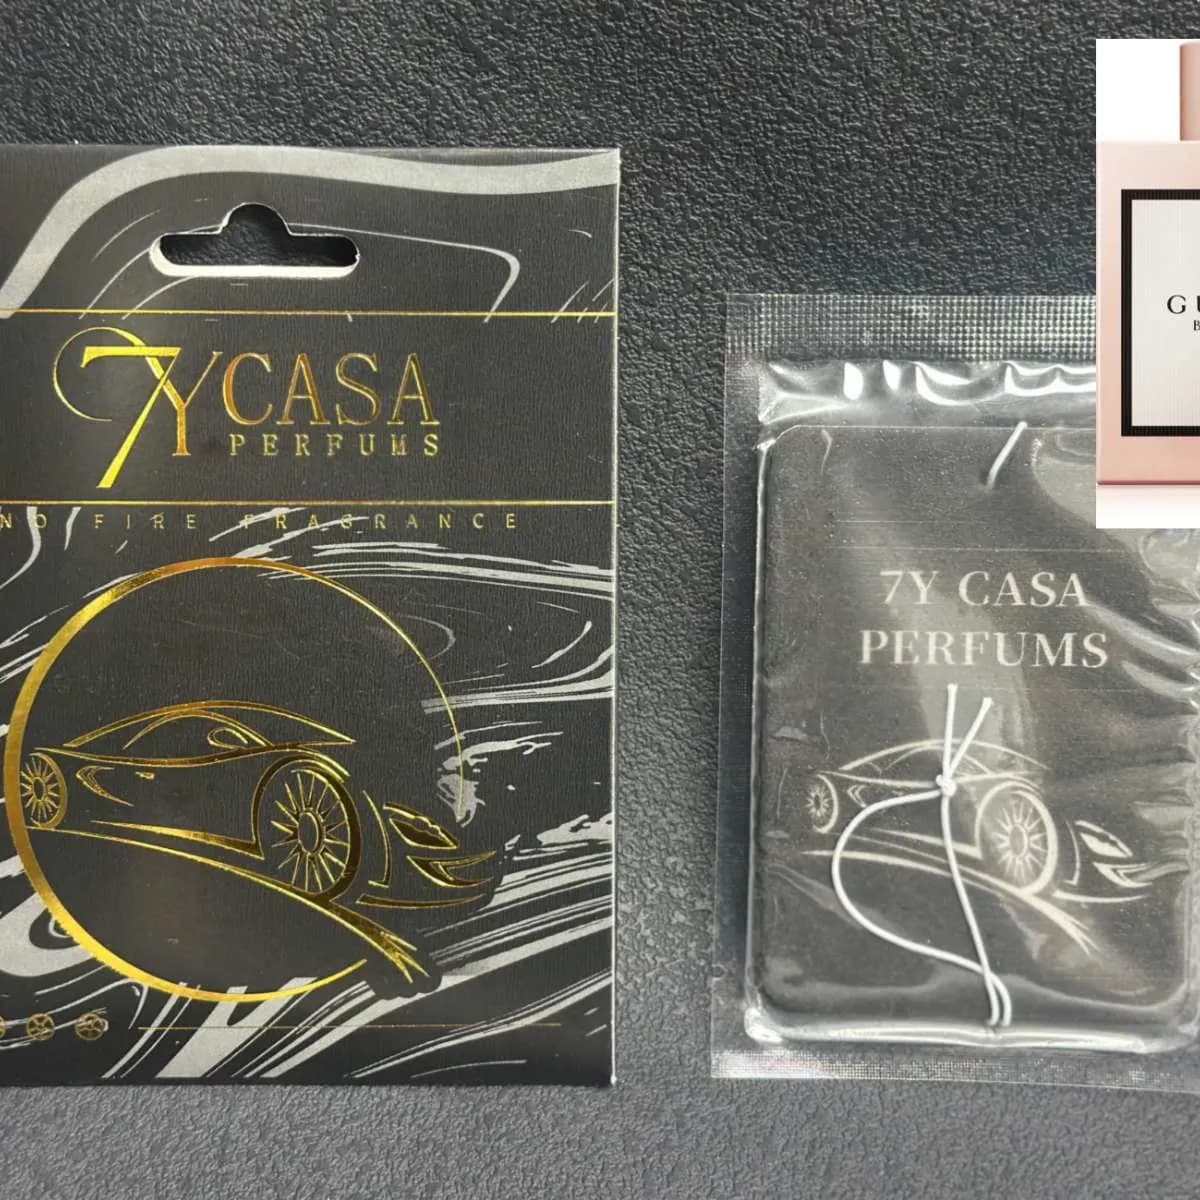 7YCASA
PERFUMS
NO FIRE FRAGRANCE
7Y CASA
PERFUMS